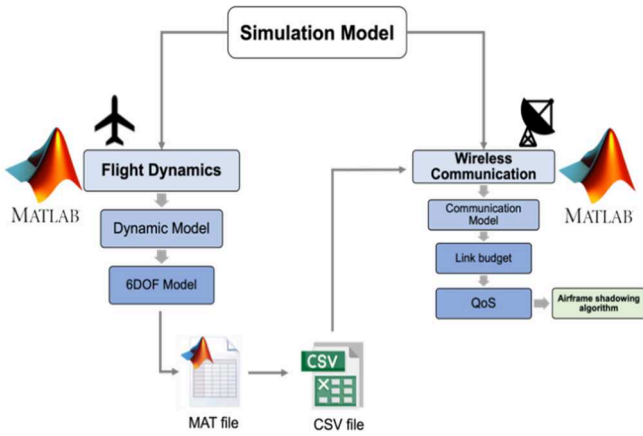 Simulation Model
MATLAB
Flight Dynamics
Dynamic Model
6DOF Model
MAT file
CSV
CSV file
Wireless
Communication
MATLAB
Communication
Model
Link budget
QoS
Airframe shadowing
algorithm